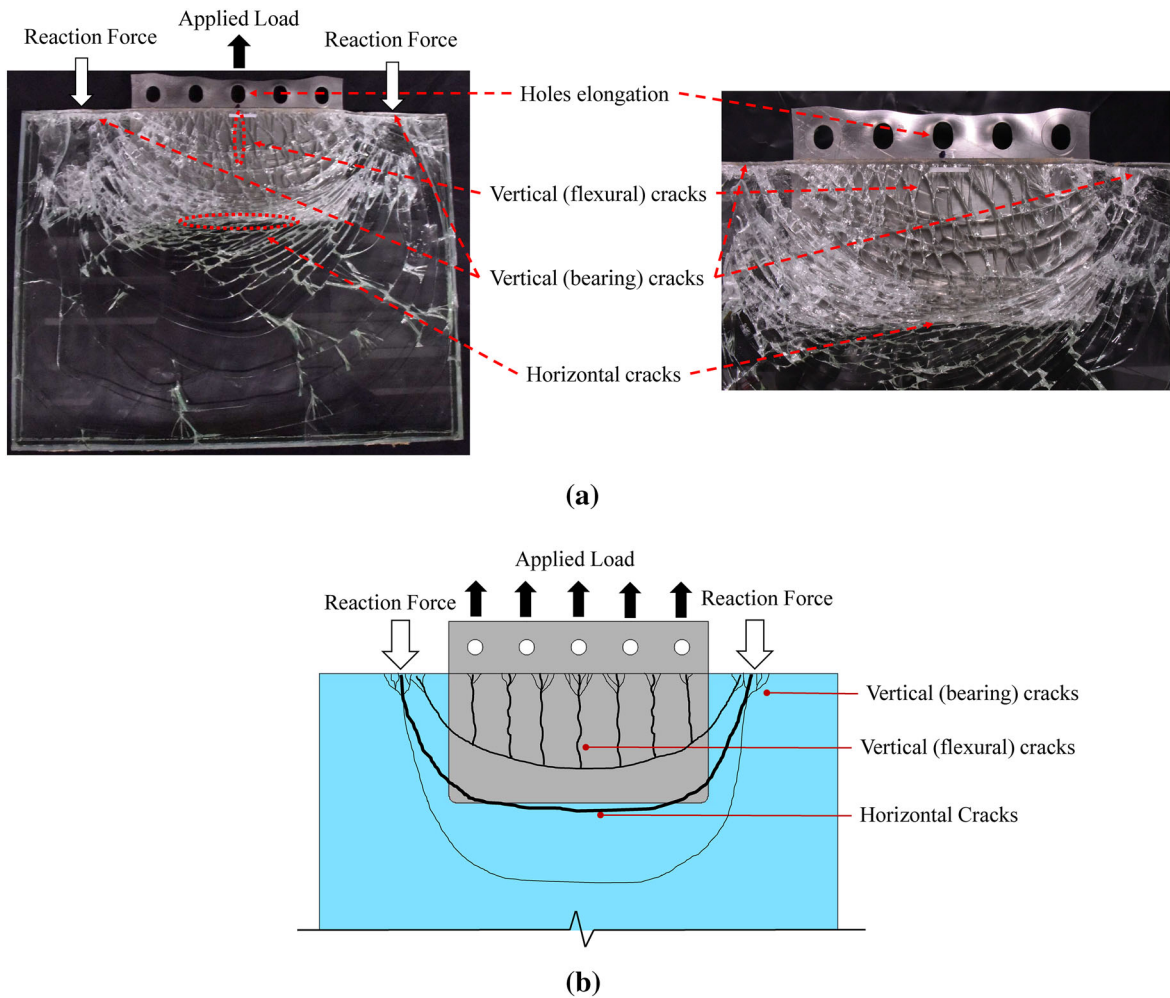 Applied Load
Reaction Force
Reaction Force
Holes elongation
Vertical (flexural) cracks
Vertical (bearing) cracks
Horizontal cracks
(a)
Applied Load
Reaction Force
Reaction Force
Vertical (bearing) cracks
Vertical (flexural) cracks
Horizontal Cracks
(b)